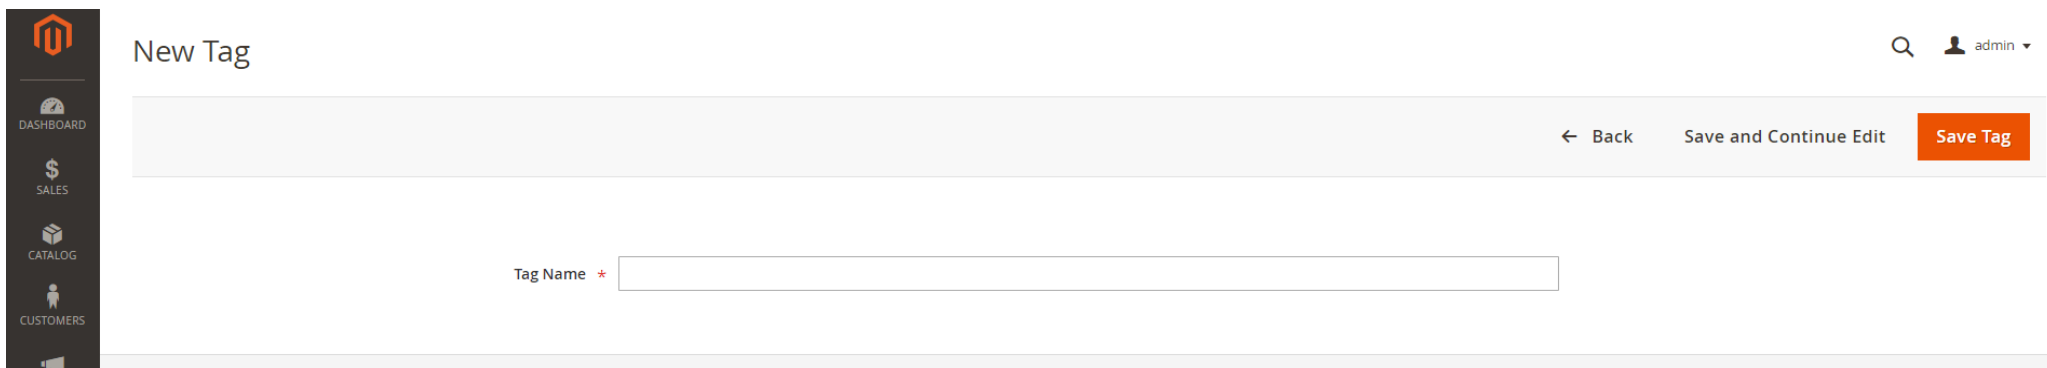 New Tag
admin
DASHBOARD
← Back
Save and Continue Edit
Save Tag
$
SALES
CATALOG
Tag Name *
CUSTOMERS